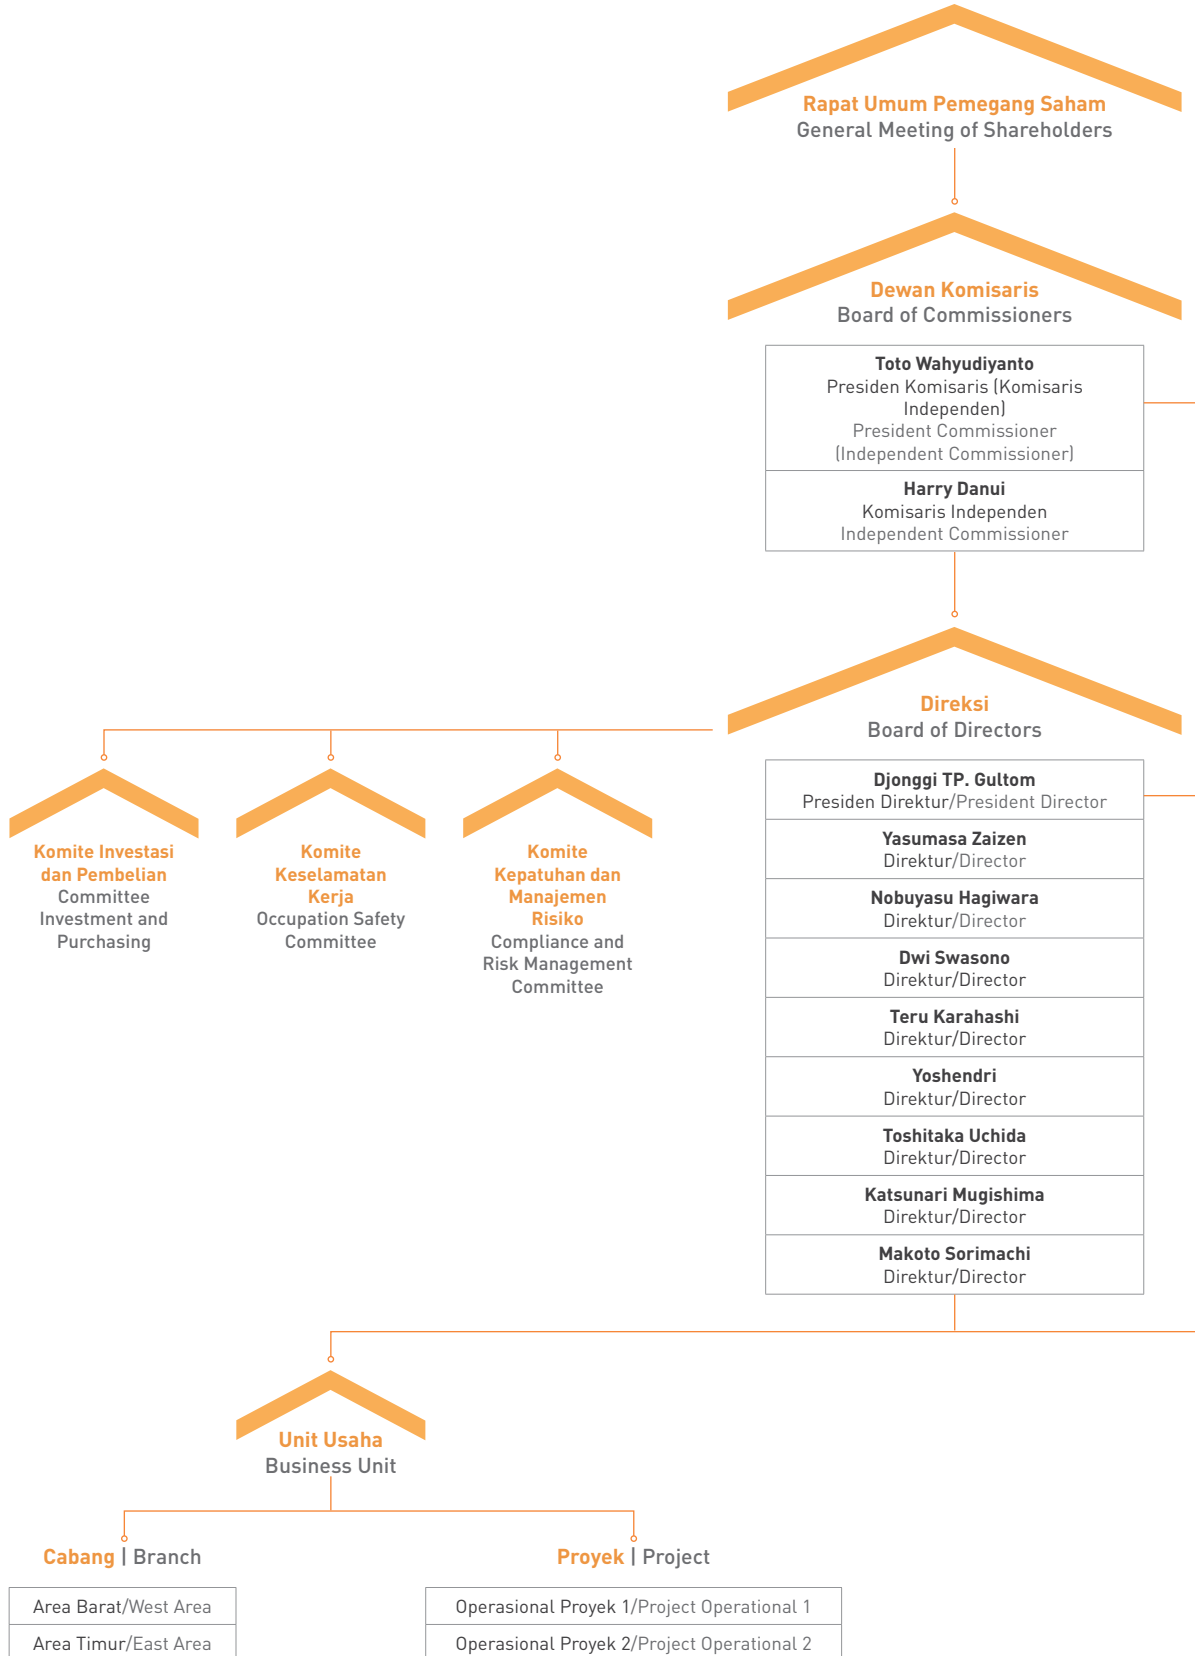 Rapat Umum Pemegang Saham
General Meeting of Shareholders
Dewan Komisaris
Board of Commissioners
Toto Wahyudiyanto
Presiden Komisaris (Komisaris
Independen)
President Commissioner
(Independent Commissioner)
Harry Danui
Komisaris Independen
Independent Commissioner
Direksi
Board of Directors
Djonggi TP. Gultom
Presiden Direktur/President Director
Yasumasa Zaizen
Direktur/Director
Nobuyasu Hagiwara
Direktur/Director
Dwi Swasono
Direktur/Director
Teru Karahashi
Direktur/Director
Yoshendri
Direktur/Director
Toshitaka Uchida
Direktur/Director
Katsunari Mugishima
Direktur/Director
Makoto Sorimachi
Direktur/Director
Komite Investasi
dan Pembelian
Committee
Investment and
Purchasing
Komite
Keselamatan
Kerja
Occupation Safety
Committee
Komite
Kepatuhan dan
Manajemen
Risiko
Compliance and
Risk Management
Committee
Unit Usaha
Business Unit
Cabang | Branch
Area Barat/West Area
Area Timur/East Area
Proyek | Project
Operasional Proyek 1/Project Operational 1
Operasional Proyek 2/Project Operational 2